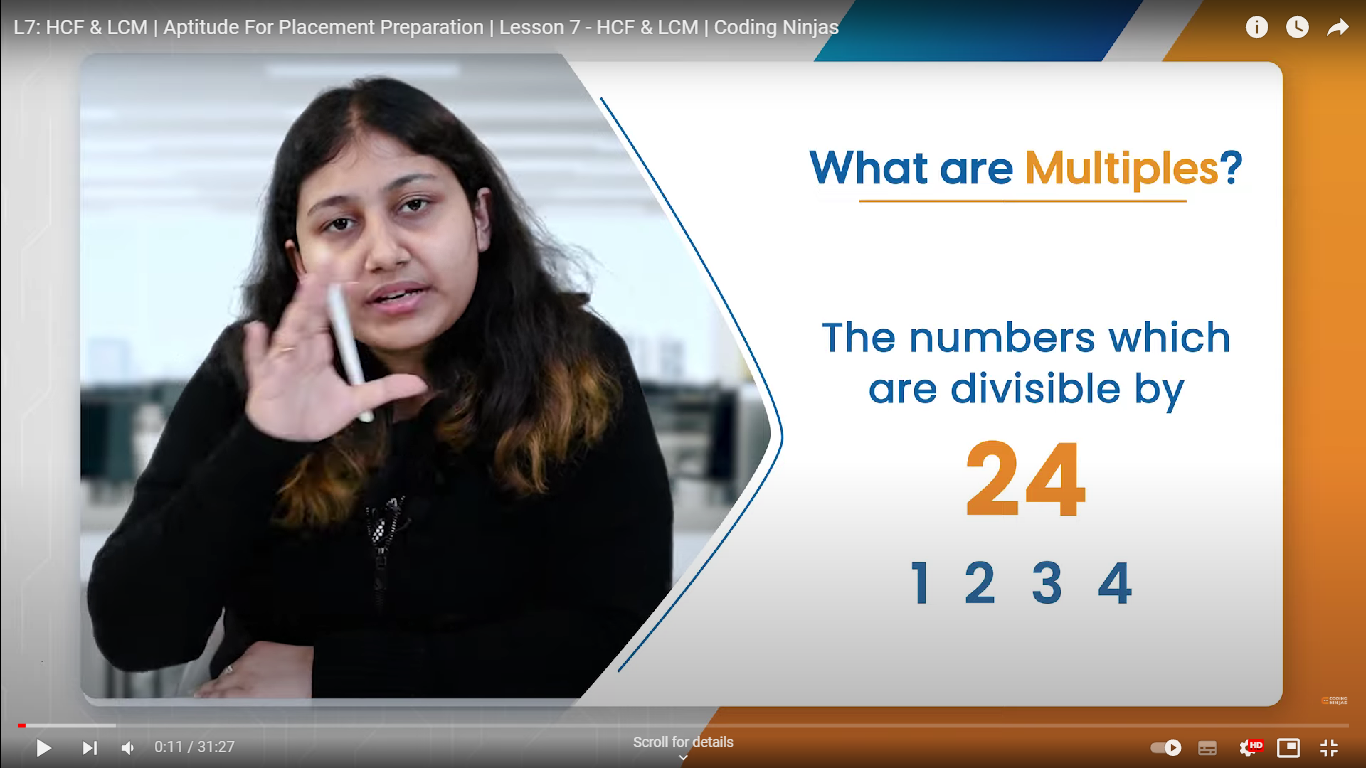 L7: HCF & LCM | Aptitude For Placement Preparation | Lesson 7 - HCF & LCM | Coding Ninjas
What are Multiples?
The numbers which
are divisible by
24
1 2 3 4
CODING
NINJAS
0:11 / 31:27
Scroll for details
HD